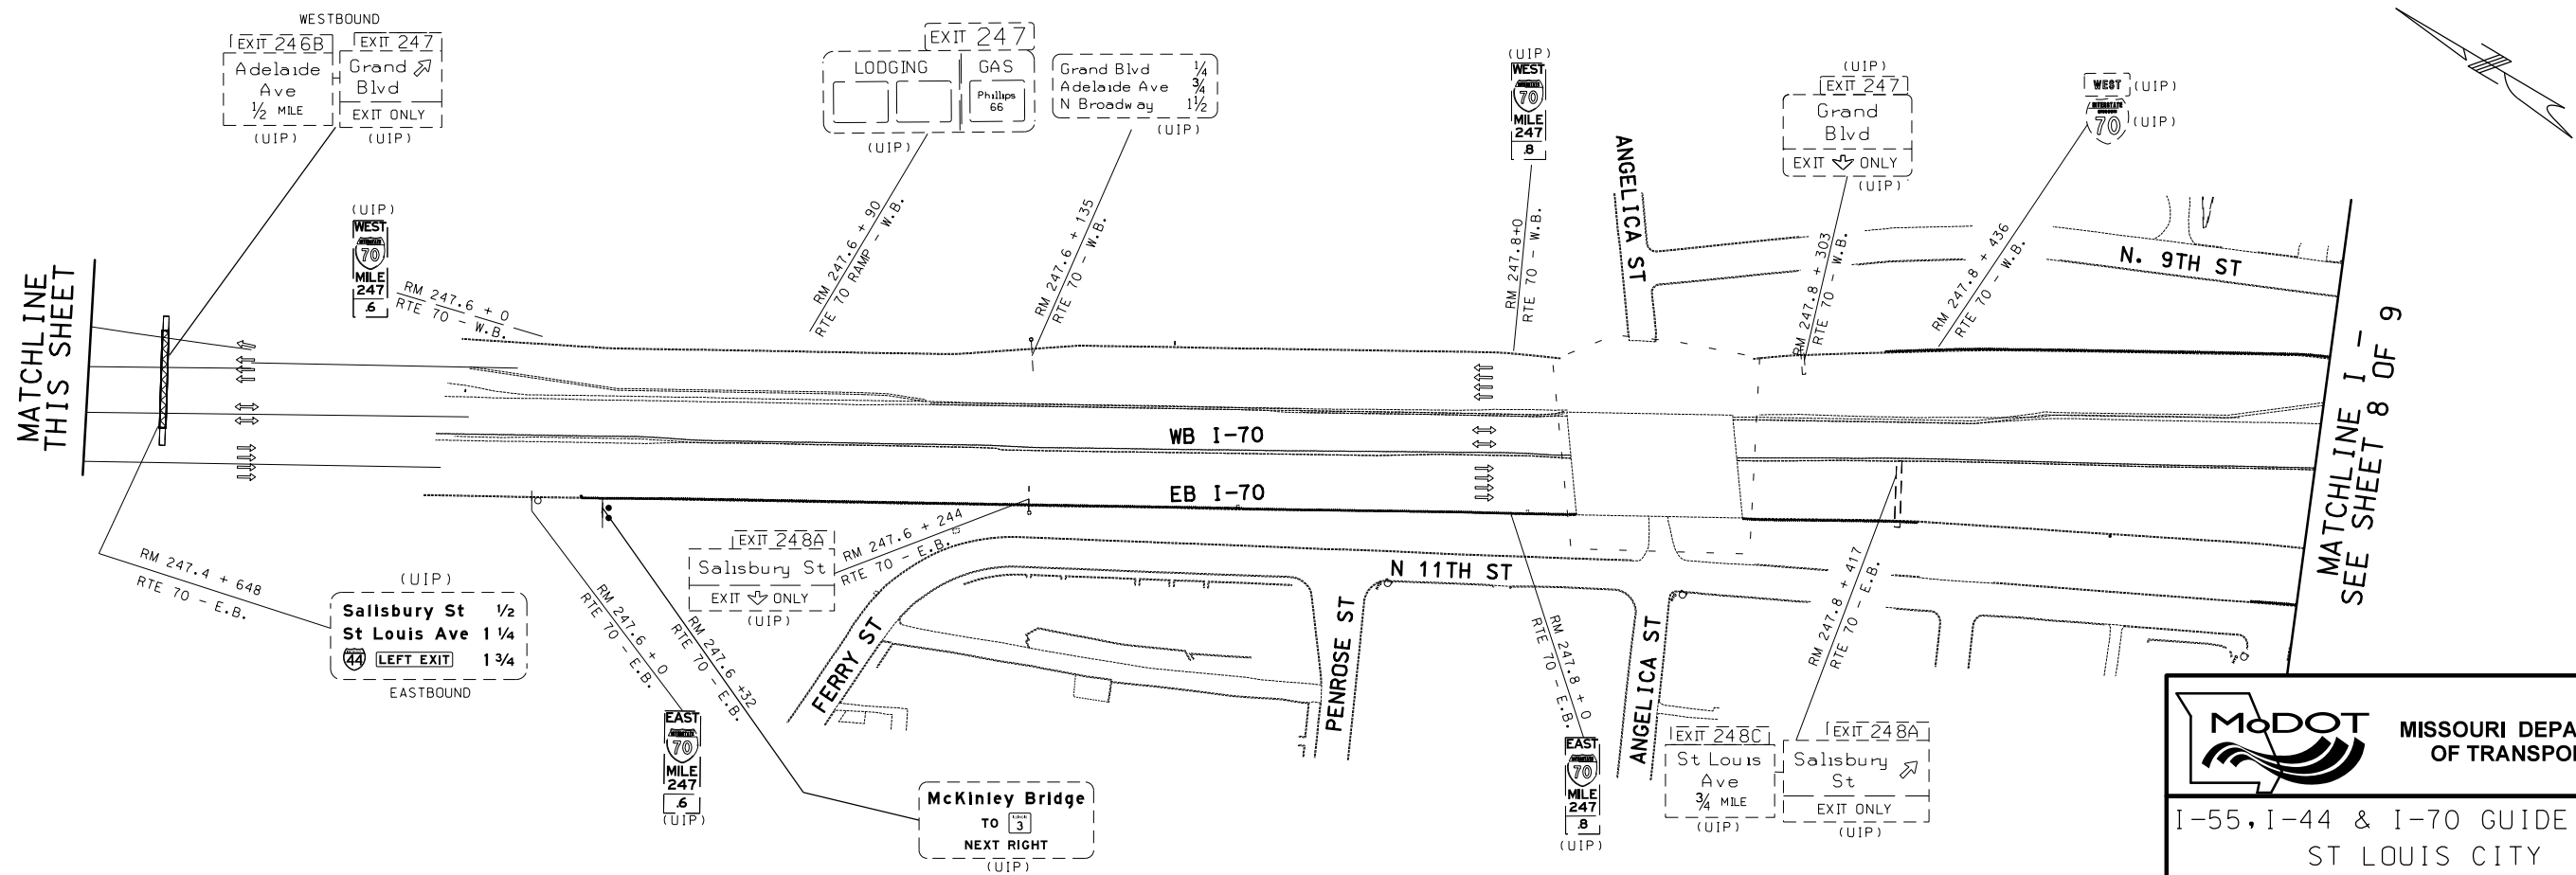 WESTBOUND
EXIT 246B
Adelaide
Ave
½ MILE
(UIP)
EXIT 247
Grand
Blvd
EXIT ONLY
(UIP)
(UIP)
WEST
INTERSTATE
70
MILE
247
.6
RM 247.6 + 0
RTE 70 - W.B.
EXIT 247
LODGING
GAS
Phillips
66
(UIP)
RM 247.6 + 90
RTE 70 RAMP - W.B.
Grand Blvd ¼
Adelaide Ave ¾
N Broadway 1½
(UIP)
RM 247.6 + 135
RTE 70 - W.B.
(UIP)
WEST
70
MILE
247
.8
RM 247.8+0
RTE 70 - W.B.
ANGELICA ST
(UIP)
EXIT 247
Grand
Blvd
EXIT ONLY
(UIP)
RM 247.8 + 303
RTE 70 - W.B.
WEST (UIP)
INTERSTATE
70 (UIP)
RM 247.8 + 436
RTE 70 - W.B.
N. 9TH ST
MATCHLINE
THIS SHEET
WB I-70
EB I-70
MATCHLINE I -
SEE SHEET 8 OF 9
RM 247.4 + 648
RTE 70 - E.B.
(UIP)
Salisbury St ½
St Louis Ave 1 ¼
44 LEFT EXIT 1 ¾
EASTBOUND
RM 247.6 + 0
RTE 70 - E.B.
EAST
70
MILE
247
.6
(UIP)
RM 247.6 +32
RTE 70 - E.B.
McKinley Bridge
TO 3
NEXT RIGHT
(UIP)
EXIT 248A
Salisbury St
EXIT ONLY
(UIP)
RM 247.6 + 244
RTE 70 - E.B.
FERRY ST
PENROSE ST
N 11TH ST
ANGELICA ST
RM 247.8 + 0
RTE 70 - E.B.
EAST
70
MILE
247
.8
(UIP)
RM 247.8 + 417
RTE 70 - E.B.
EXIT 248C
St Louis
Ave
¾ MILE
(UIP)
EXIT 248A
Salisbury
St
EXIT ONLY
(UIP)
MoDOT
MISSOURI DEPA
OF TRANSPO
I-55, I-44 & I-70 GUIDE
ST LOUIS CITY